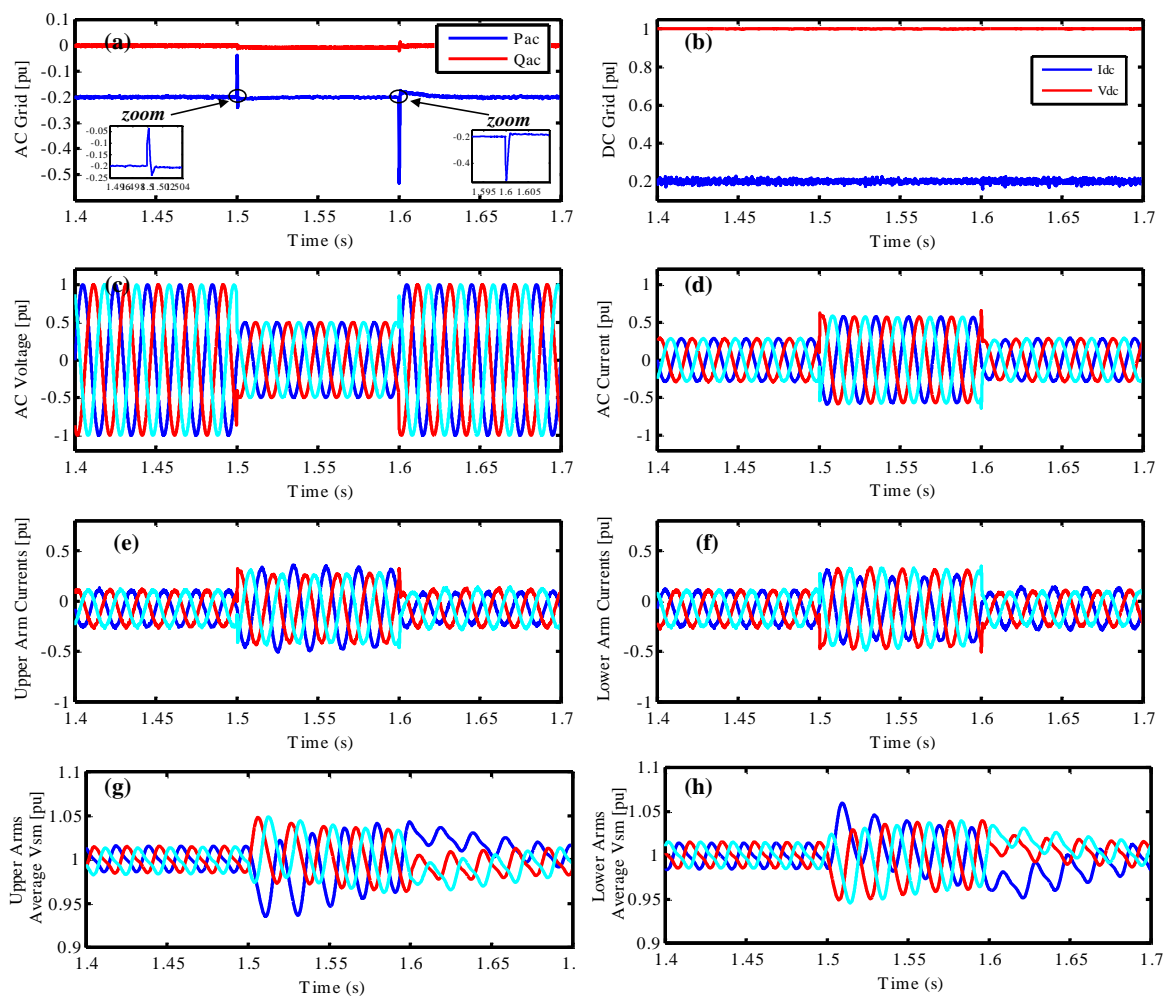 0.1
0
-0.1
-0.2
-0.3
-0.4
-0.5
AC Grid [pu]
(a)
Pac
Qac
zoom
zoom
-0.05
-0.1
-0.15
-0.2
-0.25
-0.2
-0.4
1.595 1.6 1.605
1.4 1.45 1.5 1.55 1.6 1.65 1.7
Time (s)
1
0.8
0.6
0.4
0.2
DC Grid [pu]
(b)
Idc
Vdc
1.4 1.45 1.5 1.55 1.6 1.65 1.7
Time (s)
1
0.5
0
-0.5
-1
AC Voltage [pu]
(c)
1.4 1.45 1.5 1.55 1.6 1.65 1.7
Time (s)
1
0.5
0
-0.5
-1
AC Current [pu]
(d)
1.4 1.45 1.5 1.55 1.6 1.65 1.7
Time (s)
0.5
0
-0.5
-1
Upper Arm Currents [pu]
(e)
1.4 1.45 1.5 1.55 1.6 1.65 1.7
Time (s)
0.5
0
-0.5
-1
Lower Arm Currents [pu]
(f)
1.4 1.45 1.5 1.55 1.6 1.65 1.7
Time (s)
1.1
1.05
1
0.95
0.9
Upper Arms
Average Vsm [pu]
(g)
1.4 1.45 1.5 1.55 1.6 1.65 1.
Time (s)
1.1
1.05
1
0.95
0.9
Lower Arms
Average Vsm [pu]
(h)
1.4 1.45 1.5 1.55 1.6 1.65 1.7
Time (s)